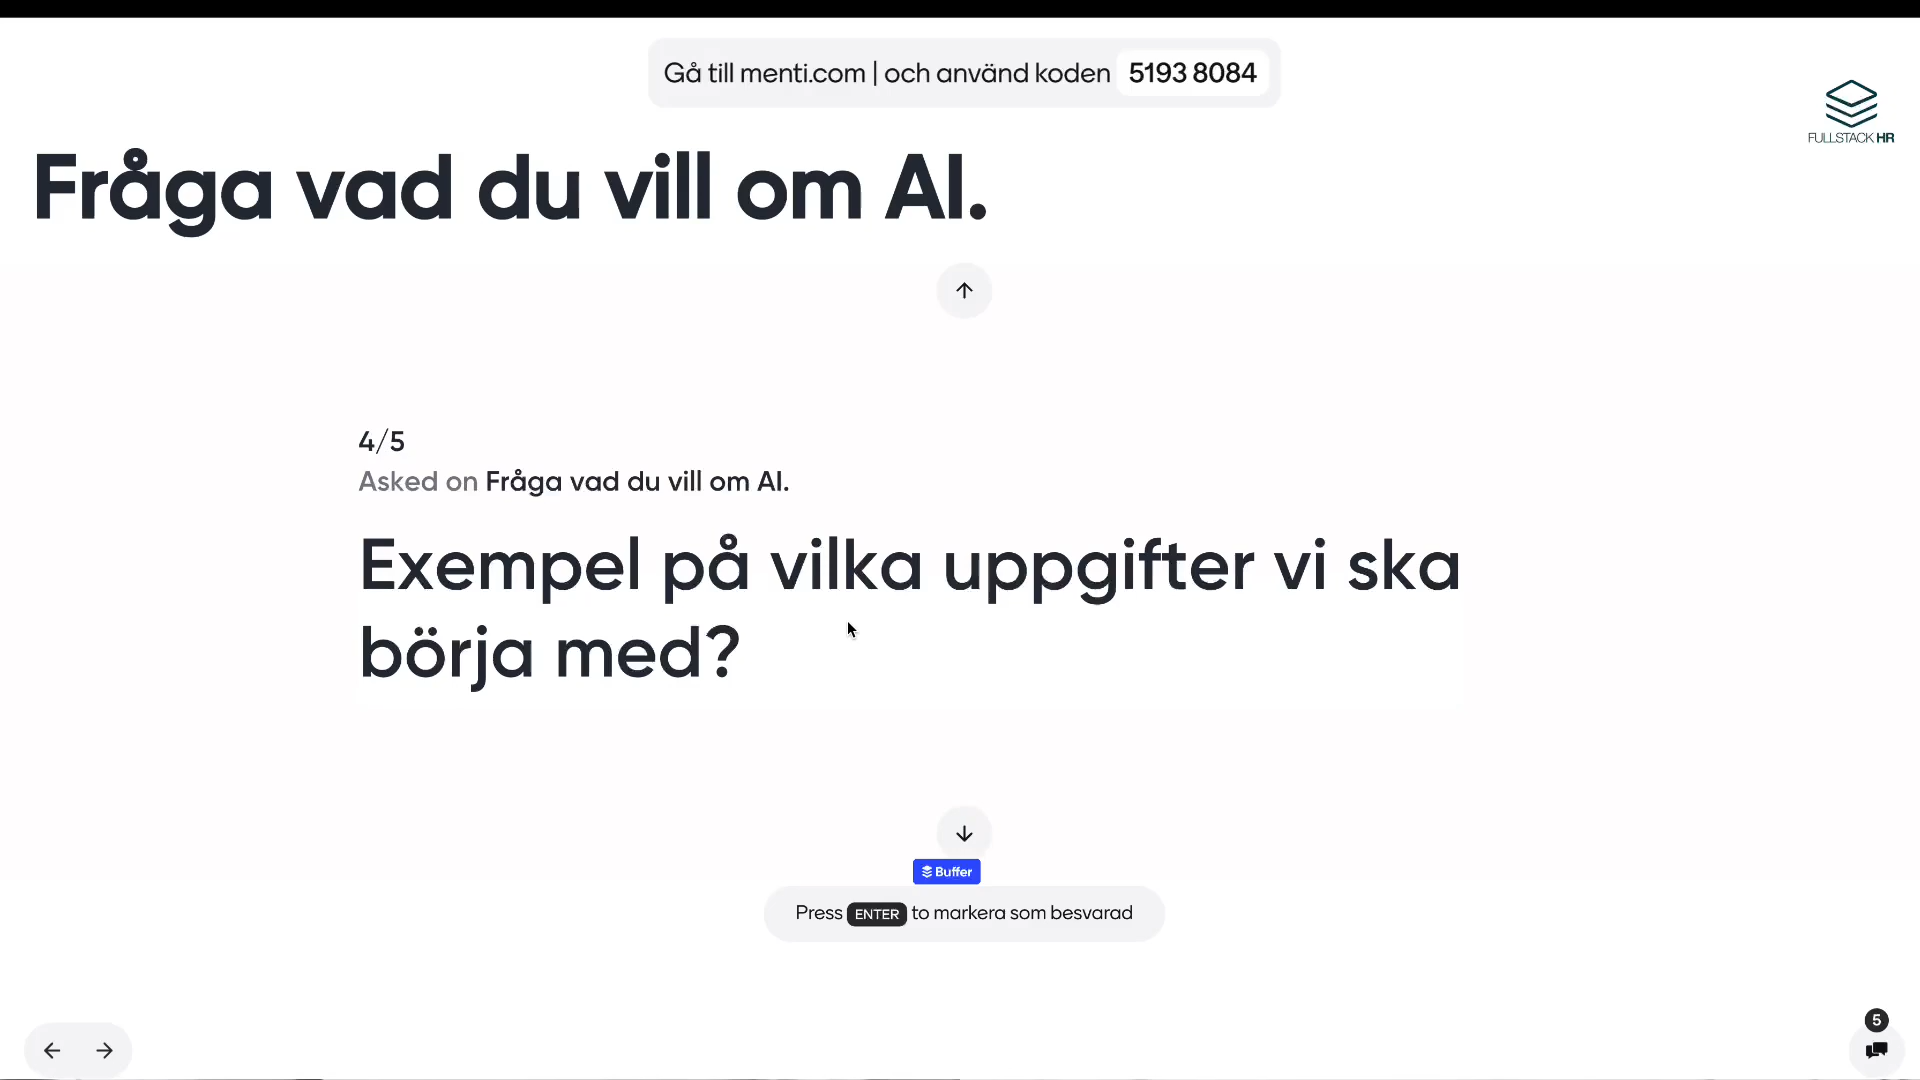 Gå till menti.com | och använd koden 5193 8084
FULLSTACK HR
Fråga vad du vill om AI.
4/5
Asked on Fråga vad du vill om AI.
Exempel på vilka uppgifter vi ska
börja med?
Buffer
Press ENTER to markera som besvarad
5